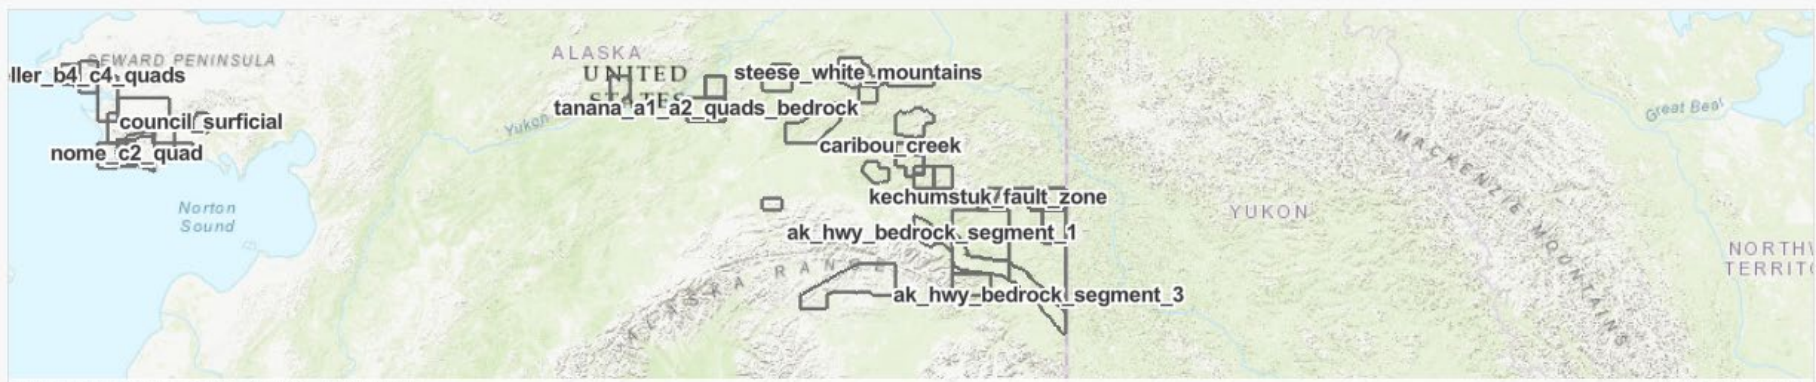 ALASKA
SEWARD PENINSULA
ller_b4_c4_quads
UNITED
STATES
steese_white_mountains
tanana_a1_a2_quads_bedrock
Great Bear
council_surficial
Yukon
nome_c2_quad
caribou_creek
MACKENZIE MOUNTAINS
kechumstuk_fault_zone
Norton
Sound
YUKON
ak_hwy_bedrock_segment_1
NORTHW
TERRITO
ALASKA RANGE
ak_hwy_bedrock_segment_3